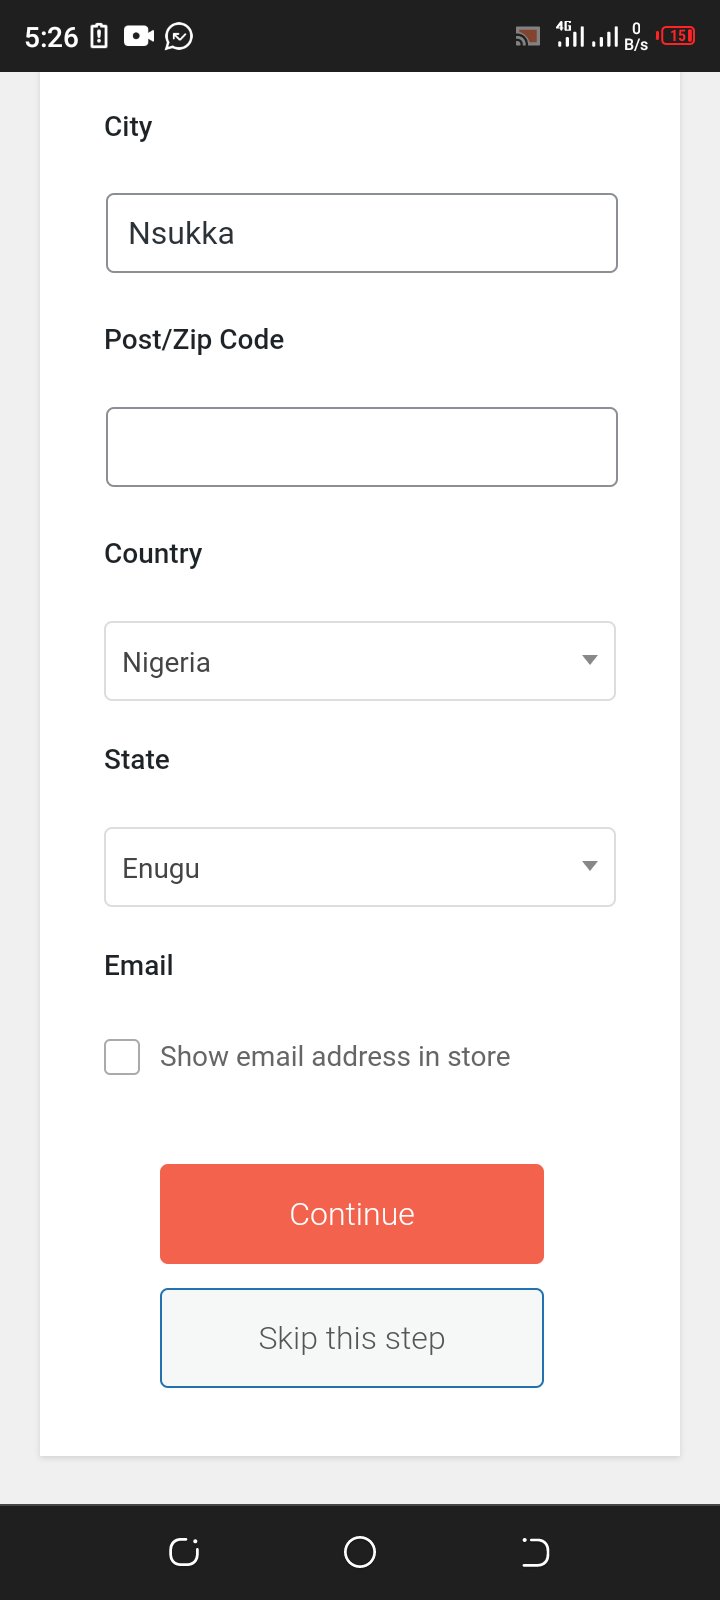 5:26
4G
0
B/s
15
City
Nsukka
Post/Zip Code
Country
Nigeria
State
Enugu
Email
Show email address in store
Continue
Skip this step